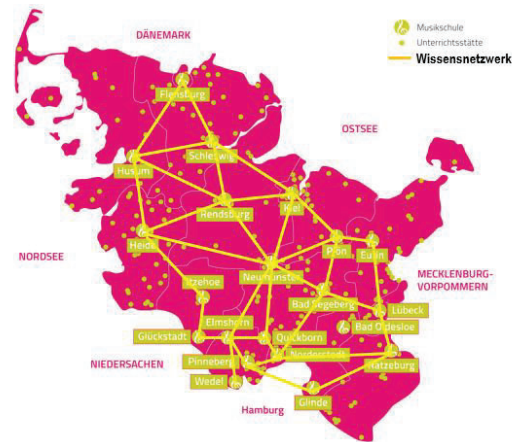 Musikschule
Unterrichtsstätte
Wissensnetzwerk
DÄNEMARK
Flensburg
OSTSEE
Schleswig
Husum
Rendsburg
Kiel
Heide
Plön
Eutin
NORDSEE
Neumünster
MECKLENBURG-
VORPOMMERN
Itzehoe
Bad Segeberg
Lübeck
Elmshorn
Bad Oldesloe
Glückstadt
Quickborn
NIEDERSACHEN
Pinneberg
Norderstedt
Ratzeburg
Wedel
Glinde
Hamburg